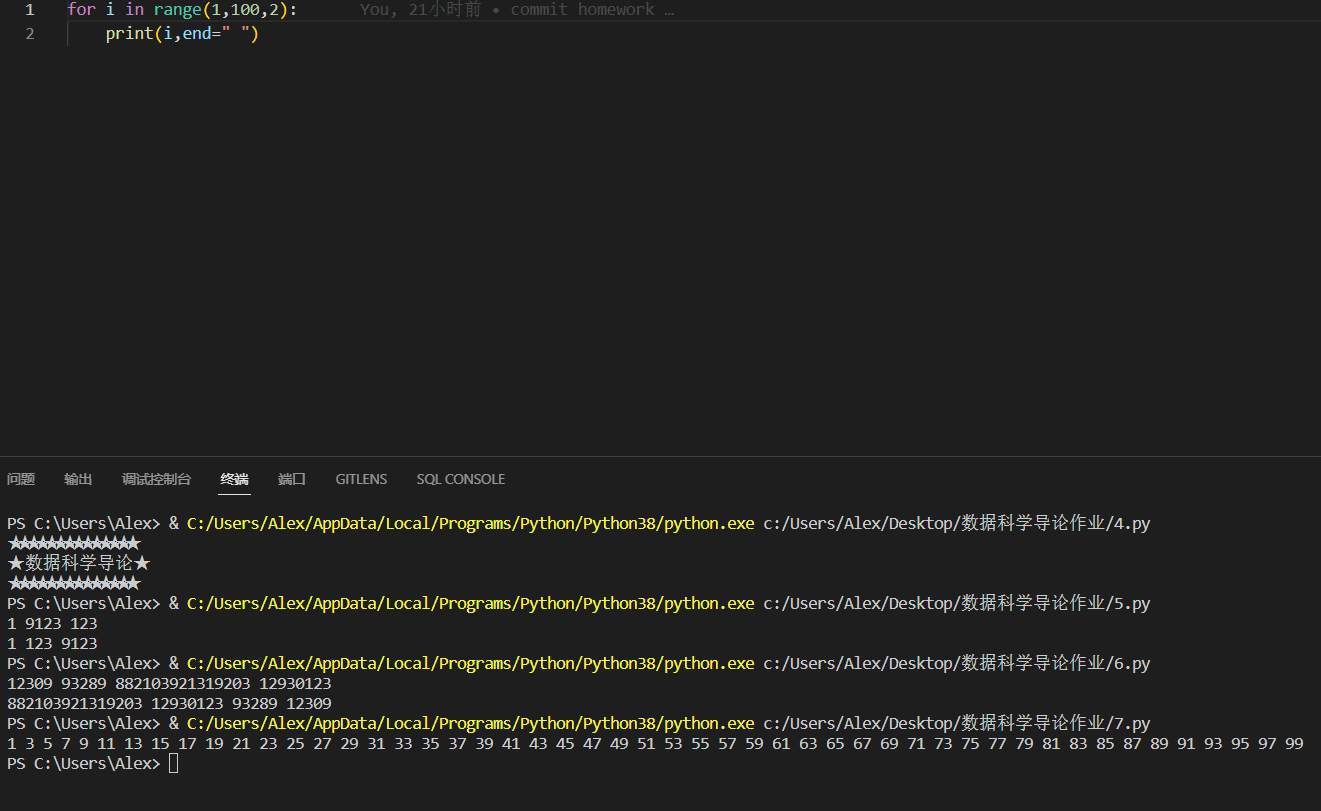 1 for i in range(1,100,2): You, 21小时前 • commit homework …
2 print(i,end=" ")
问题 输出 调试控制台 终端 端口 GITLENS SQL CONSOLE
PS C:\Users\Alex> & C:/Users/Alex/AppData/Local/Programs/Python/Python38/python.exe c:/Users/Alex/Desktop/数据科学导论作业/4.py
★★★★★★★★★★★★★★
★数据科学导论★
★★★★★★★★★★★★★★
PS C:\Users\Alex> & C:/Users/Alex/AppData/Local/Programs/Python/Python38/python.exe c:/Users/Alex/Desktop/数据科学导论作业/5.py
1 9123 123
1 123 9123
PS C:\Users\Alex> & C:/Users/Alex/AppData/Local/Programs/Python/Python38/python.exe c:/Users/Alex/Desktop/数据科学导论作业/6.py
12309 93289 882103921319203 12930123
882103921319203 12930123 93289 12309
PS C:\Users\Alex> & C:/Users/Alex/AppData/Local/Programs/Python/Python38/python.exe c:/Users/Alex/Desktop/数据科学导论作业/7.py
1 3 5 7 9 11 13 15 17 19 21 23 25 27 29 31 33 35 37 39 41 43 45 47 49 51 53 55 57 59 61 63 65 67 69 71 73 75 77 79 81 83 85 87 89 91 93 95 97 99
PS C:\Users\Alex>